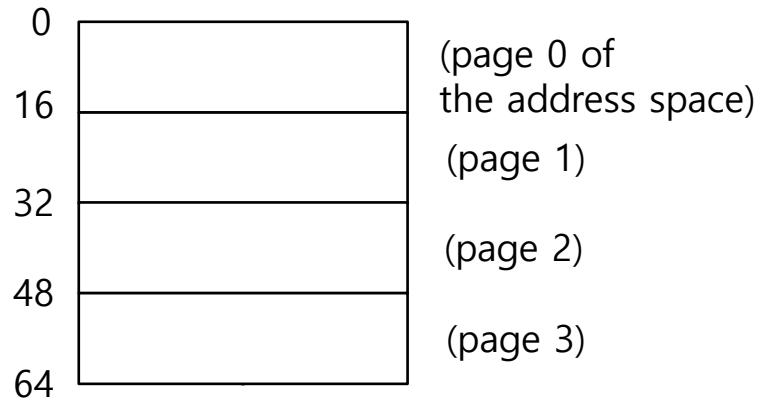 0
(page 0 of
the address space)
16
(page 1)
32
(page 2)
48
(page 3)
64